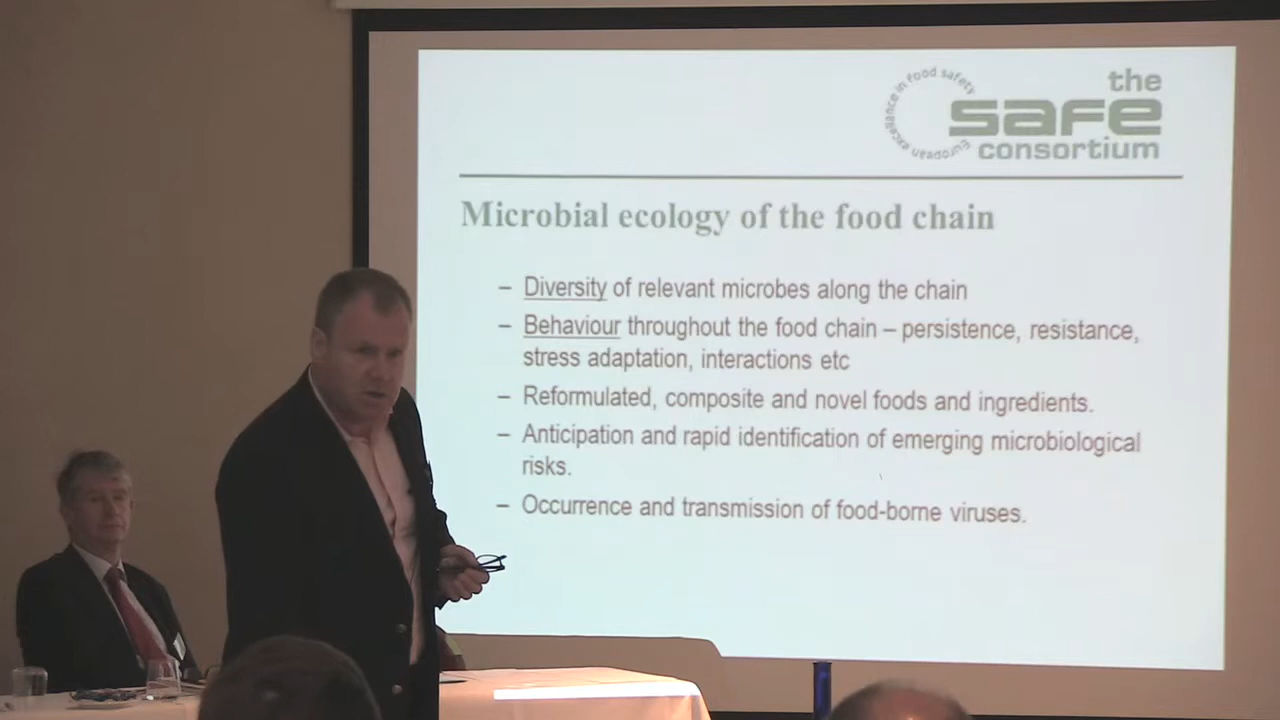 European excellence in food safety
the
safe
consortium
Microbial ecology of the food chain
– Diversity of relevant microbes along the chain
– Behaviour throughout the food chain – persistence, resistance,
stress adaptation, interactions etc
– Reformulated, composite and novel foods and ingredients.
– Anticipation and rapid identification of emerging microbiological
risks.
– Occurrence and transmission of food-borne viruses.